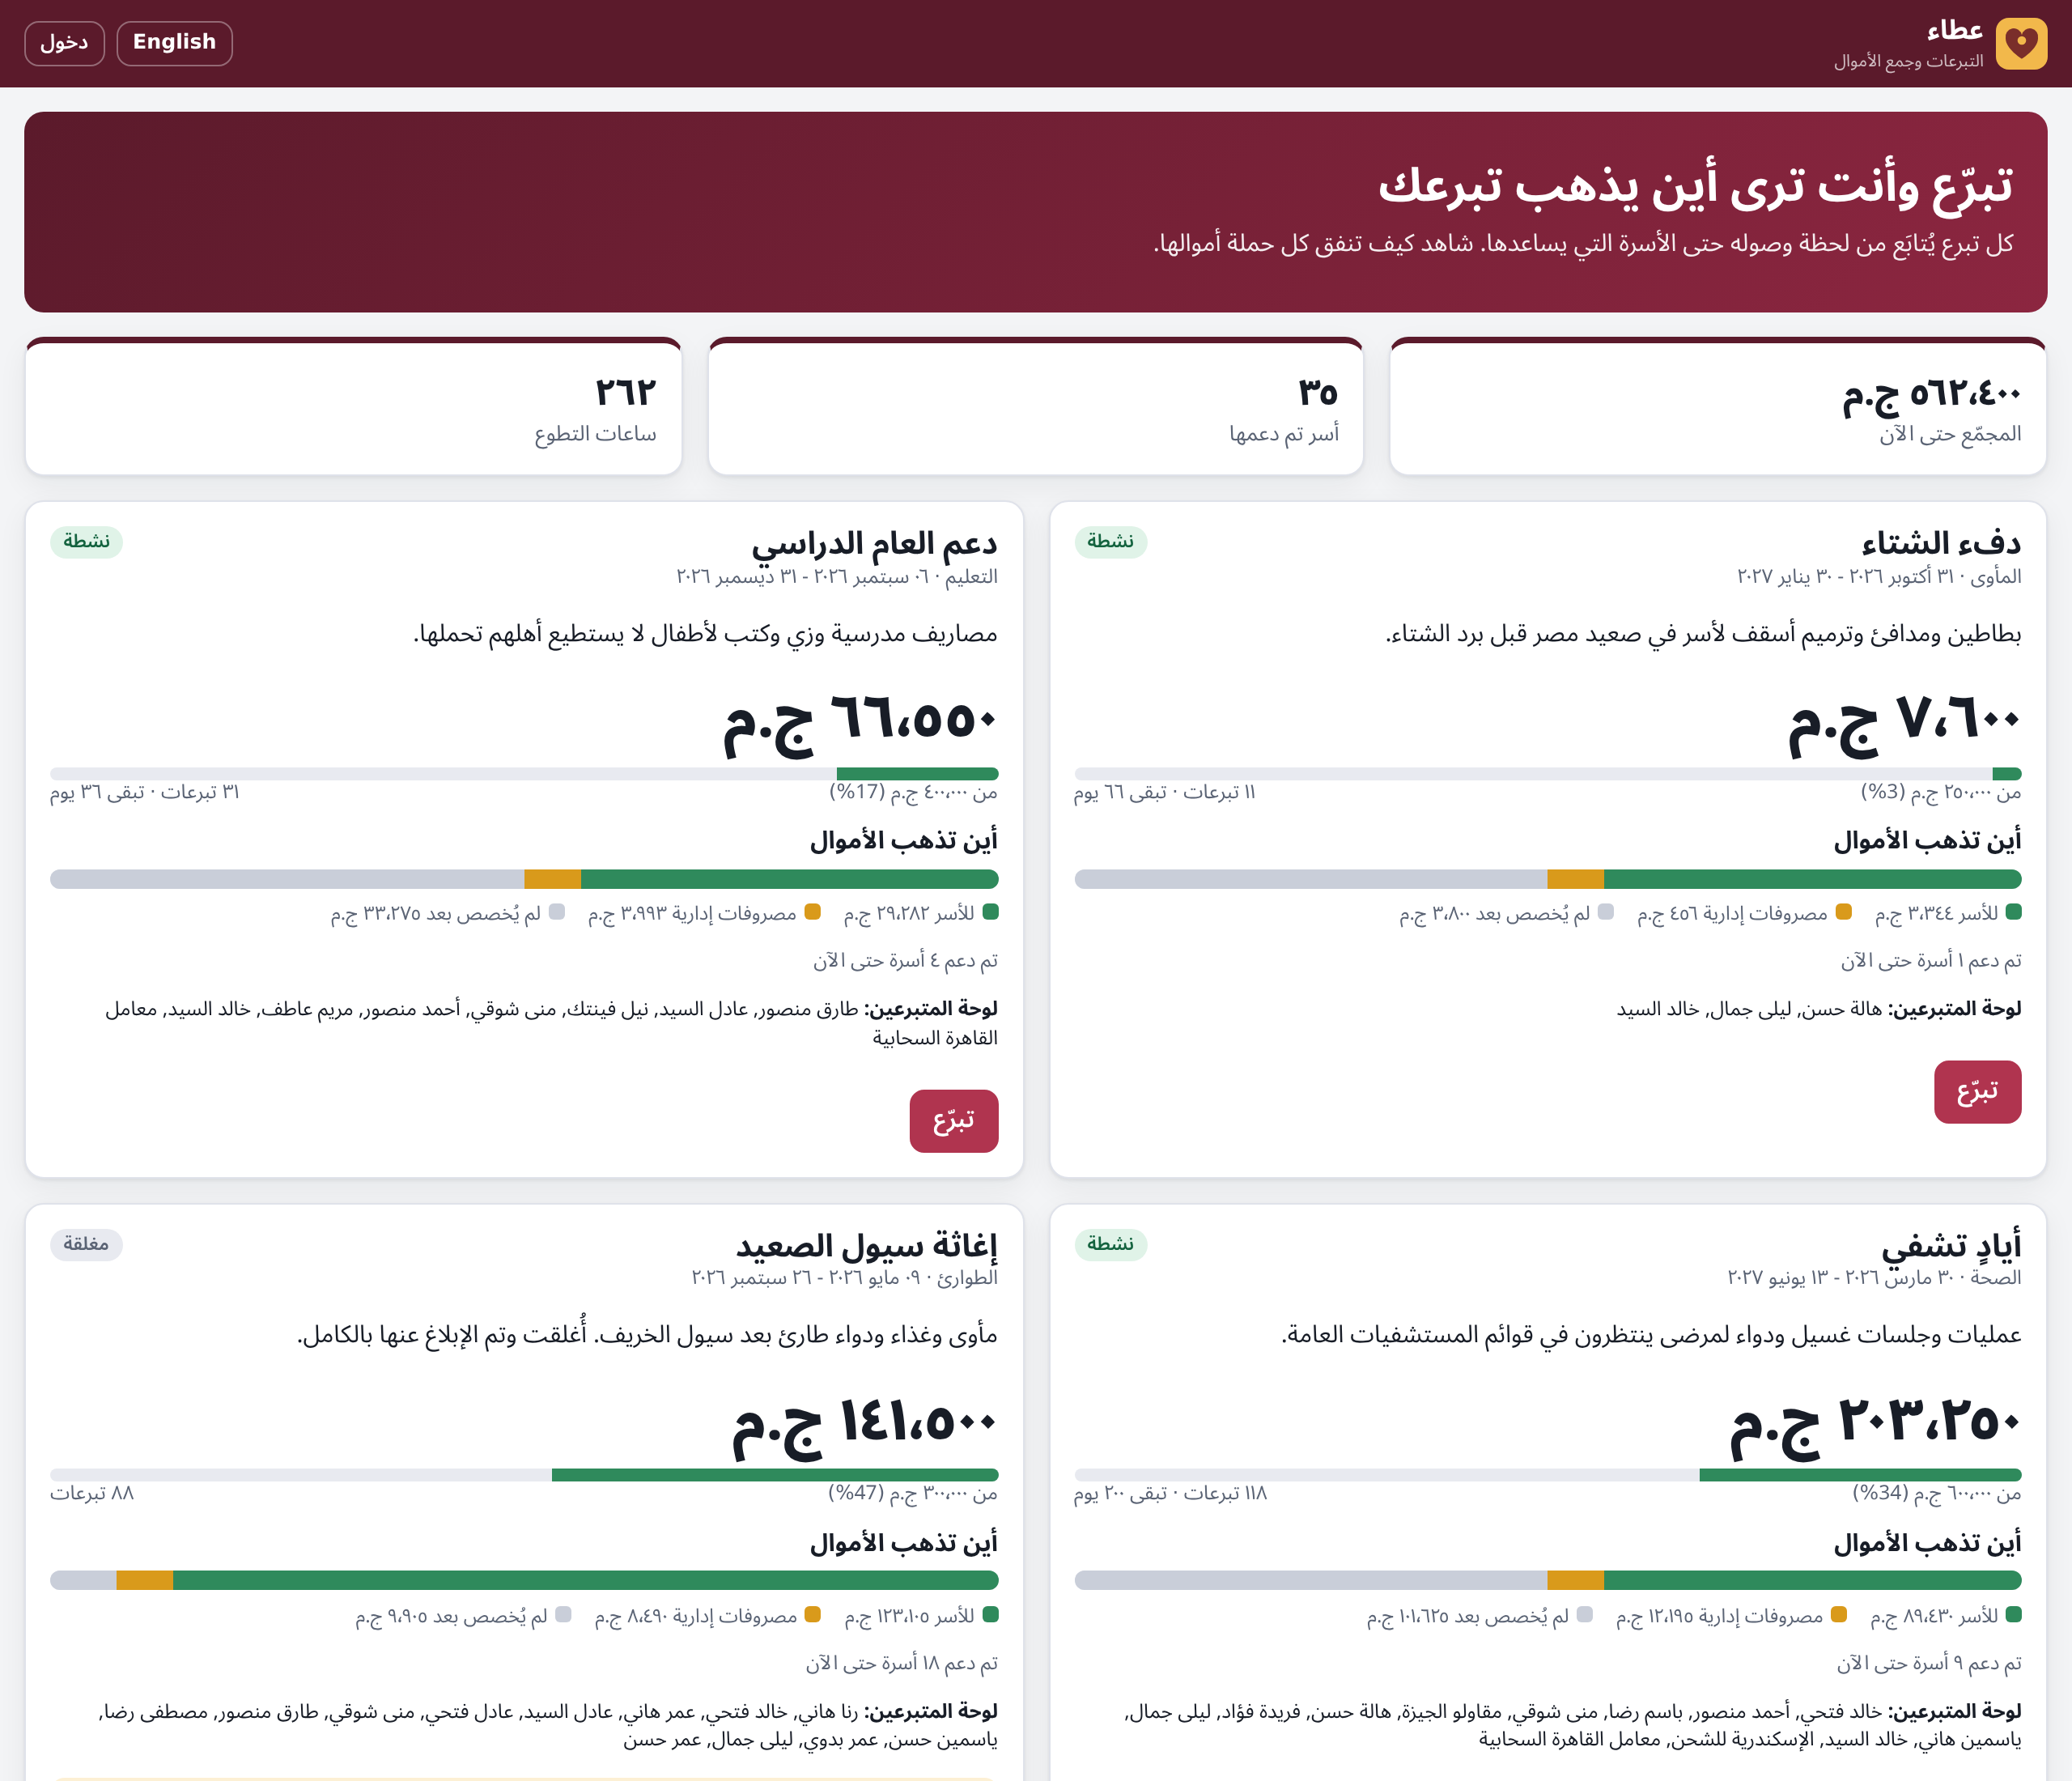 عطاء
التبرعات وجمع الأموال
English
دخول
تبرّع وأنت ترى أين يذهب تبرعك
كل تبرع يُتابَع من لحظة وصوله حتى الأسرة التي يساعدها. شاهد كيف تنفق كل حملة أموالها.
٥٦٢،٤٠٠ ج.م
المجمّع حتى الآن
٣٥
أسر تم دعمها
٢٦٢
ساعات التطوع
دفء الشتاء
نشطة
المأوى · ٣١ أكتوبر ٢٠٢٦ - ٣٠ يناير ٢٠٢٧
بطاطين ومدافئ وترميم أسقف لأسر في صعيد مصر قبل برد الشتاء.
٧،٦٠٠ ج.م
من ٢٥٠،٠٠٠ ج.م (3%)
١١ تبرعات · تبقى ٦٦ يوم
أين تذهب الأموال
للأسر ٣،٣٤٤ ج.م
مصروفات إدارية ٤٥٦ ج.م
لم يُخصص بعد ٣،٨٠٠ ج.م
تم دعم ١ أسرة حتى الآن
لوحة المتبرعين: هالة حسن, ليلى جمال, خالد السيد
تبرّع
دعم العام الدراسي
نشطة
التعليم · ٠٦ سبتمبر ٢٠٢٦ - ٣١ ديسمبر ٢٠٢٦
مصاريف مدرسية وزي وكتب لأطفال لا يستطيع أهلهم تحملها.
٦٦،٥٥٠ ج.م
من ٤٠٠،٠٠٠ ج.م (17%)
٣١ تبرعات · تبقى ٣٦ يوم
أين تذهب الأموال
للأسر ٢٩،٢٨٢ ج.م
مصروفات إدارية ٣،٩٩٣ ج.م
لم يُخصص بعد ٣٣،٢٧٥ ج.م
تم دعم ٤ أسرة حتى الآن
لوحة المتبرعين: طارق منصور, عادل السيد, نيل فينتك, منى شوقي, أحمد منصور, مريم عاطف, خالد السيد, معامل
القاهرة السحابية
تبرّع
أيادٍ تشفي
نشطة
الصحة · ٣٠ مارس ٢٠٢٦ - ١٣ يونيو ٢٠٢٧
عمليات وجلسات غسيل ودواء لمرضى ينتظرون في قوائم المستشفيات العامة.
٢٠٣،٢٥٠ ج.م
من ٦٠٠،٠٠٠ ج.م (34%)
١١٨ تبرعات · تبقى ٢٠٠ يوم
أين تذهب الأموال
للأسر ٨٩،٤٣٠ ج.م
مصروفات إدارية ١٢،١٩٥ ج.م
لم يُخصص بعد ١٠١،٦٢٥ ج.م
تم دعم ٩ أسرة حتى الآن
لوحة المتبرعين: خالد فتحي, أحمد منصور, باسم رضا, منى شوقي, مقاولو الجيزة, هالة حسن, فريدة فؤاد, ليلى جمال,
ياسمين هاني, خالد السيد, الإسكندرية للشحن, معامل القاهرة السحابية
إغاثة سيول الصعيد
مغلقة
الطوارئ · ٠٩ مايو ٢٠٢٦ - ٢٦ سبتمبر ٢٠٢٦
مأوى وغذاء ودواء طارئ بعد سيول الخريف. أُغلقت وتم الإبلاغ عنها بالكامل.
١٤١،٥٠٠ ج.م
من ٣٠٠،٠٠٠ ج.م (47%)
٨٨ تبرعات
أين تذهب الأموال
للأسر ١٢٣،١٠٥ ج.م
مصروفات إدارية ٨،٤٩٠ ج.م
لم يُخصص بعد ٩،٩٠٥ ج.م
تم دعم ١٨ أسرة حتى الآن
لوحة المتبرعين: رنا هاني, خالد فتحي, عمر هاني, عادل السيد, عادل فتحي, منى شوقي, طارق منصور, مصطفى رضا,
ياسمين حسن, عمر بدوي, ليلى جمال, عمر حسن